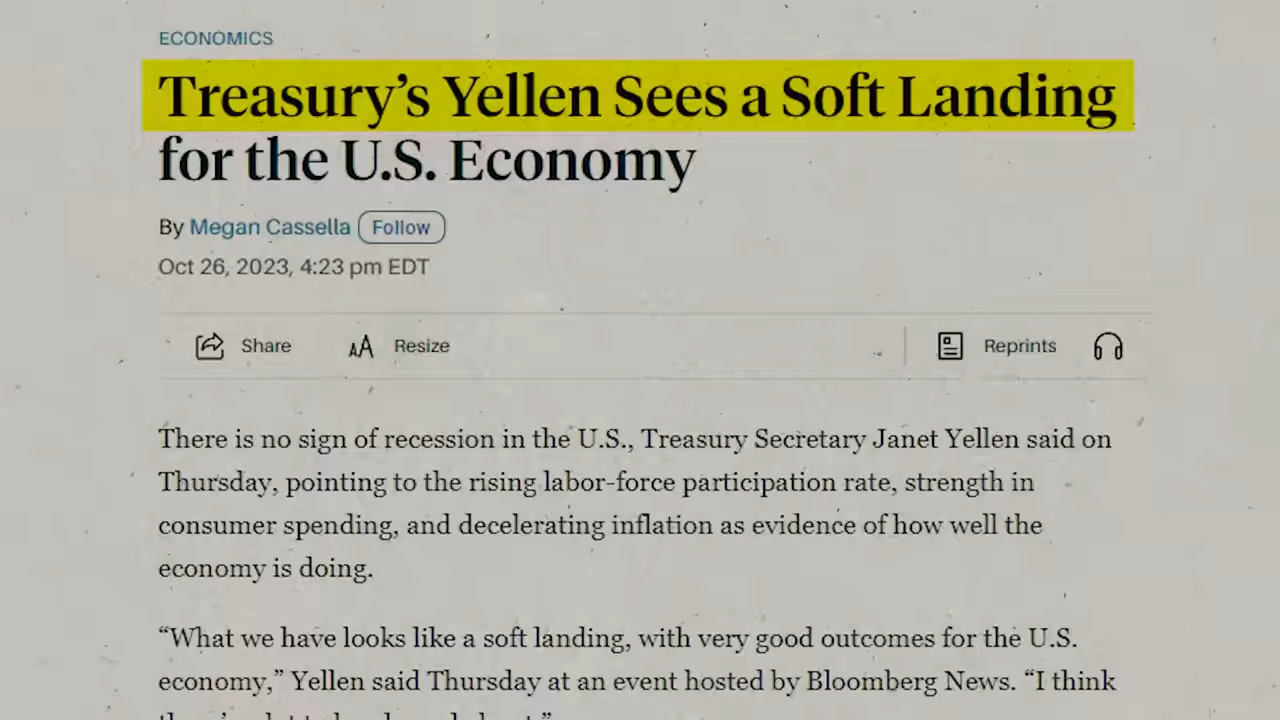 ECONOMICS
Treasury’s Yellen Sees a Soft Landing
for the U.S. Economy
By Megan Cassella Follow
Oct 26, 2023, 4:23 pm EDT
Share Resize Reprints
There is no sign of recession in the U.S., Treasury Secretary Janet Yellen said on
Thursday, pointing to the rising labor-force participation rate, strength in
consumer spending, and decelerating inflation as evidence of how well the
economy is doing.
“What we have looks like a soft landing, with very good outcomes for the U.S.
economy,” Yellen said Thursday at an event hosted by Bloomberg News. “I think